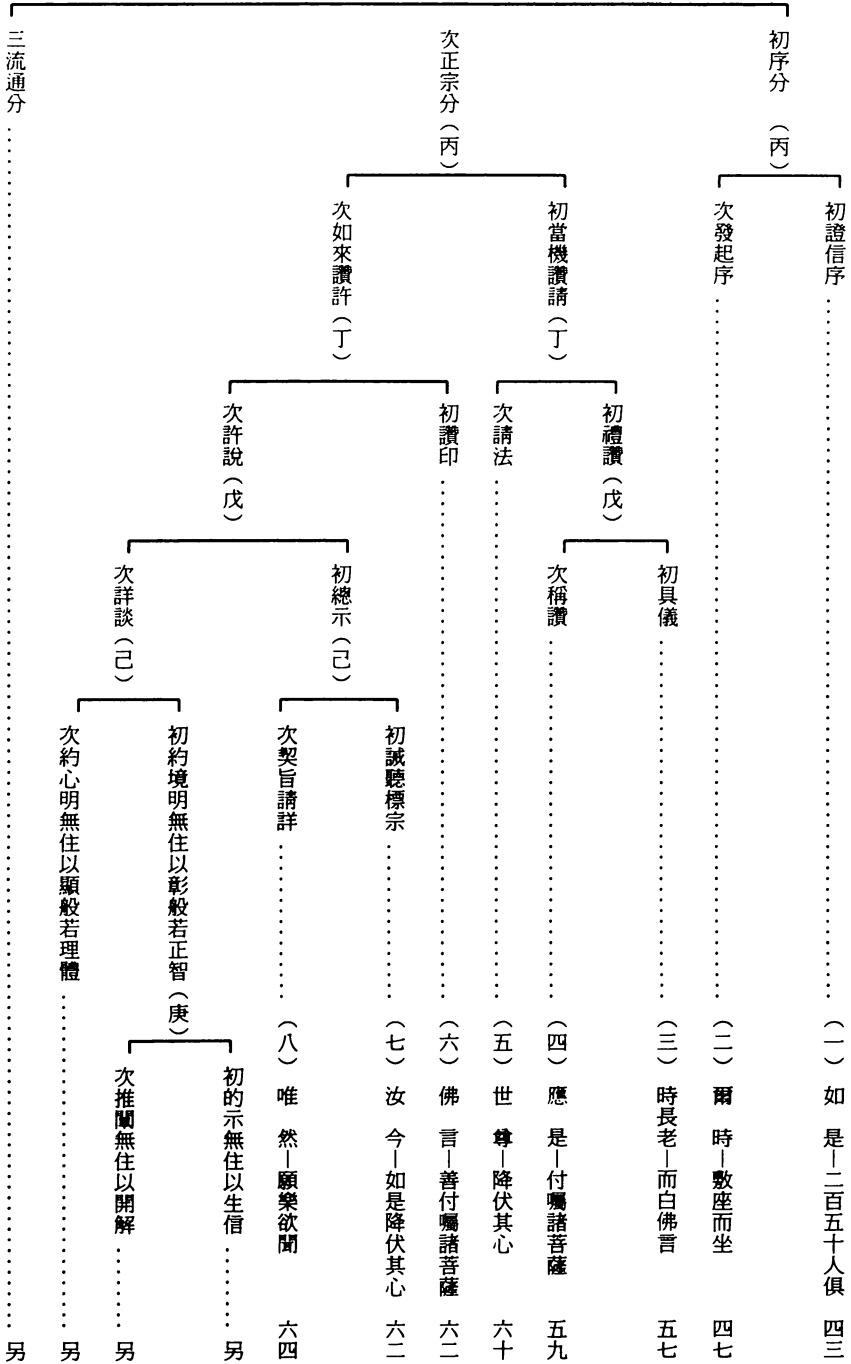 初序分（丙）
初證信序……（一）如是—二百五十人俱　四三
次發起序……（二）爾時—敷座而坐　四七
次正宗分（丙）
初當機讚請（丁）
初禮讚（戊）
初具儀……（三）時長老—而白佛言　五七
次稱讚……（四）應是—付囑諸菩薩　五九
次請法……（五）世尊—降伏其心　六十
次如來讚許（丁）
初讚印……（六）佛言—善付囑諸菩薩　六二
次許說（戊）
初總示（己）
初誡聽標宗……（七）汝今—如是降伏其心　六二
次契旨請詳……（八）唯然—願樂欲聞　六四
次詳談（己）
初約境明無住以彰般若正智（庚）
初的示無住以生信……另
次推闡無住以開解……另
次約心明無住以顯般若理體……另
三流通分……另